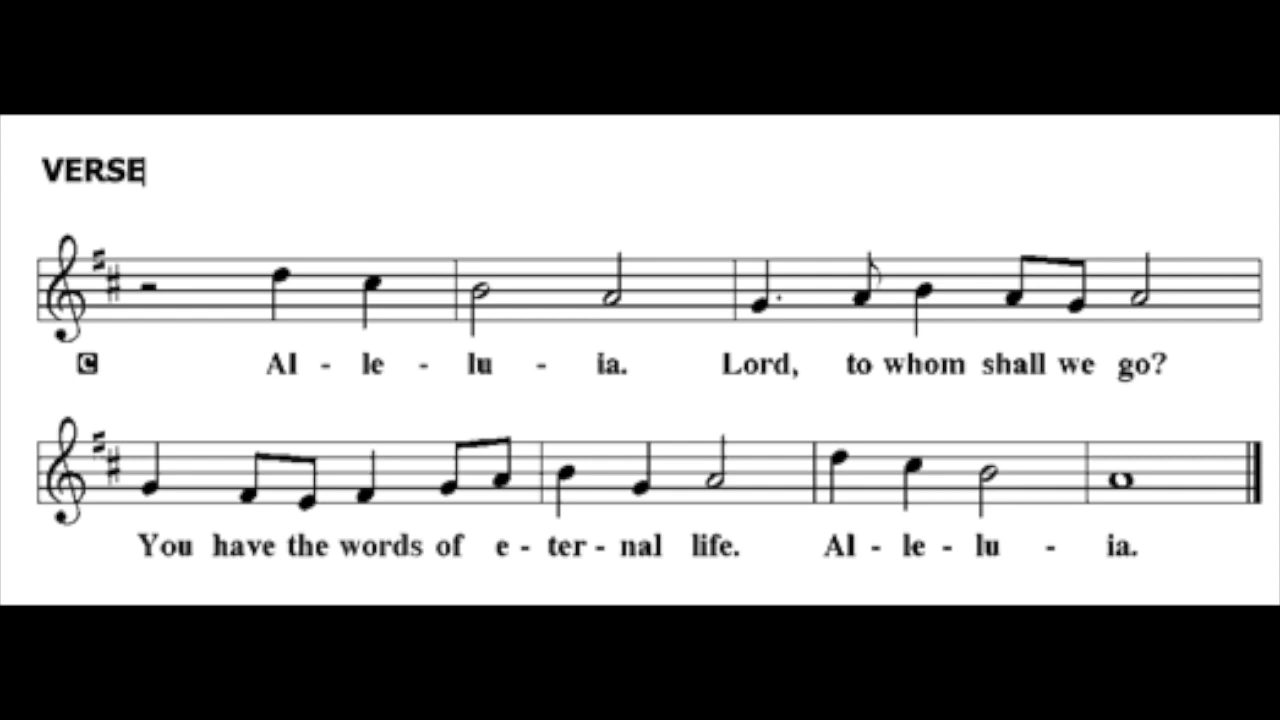 VERSE
C Al - le - lu - ia. Lord, to whom shall we go?
You have the words of e - ter - nal life. Al - le - lu - ia.